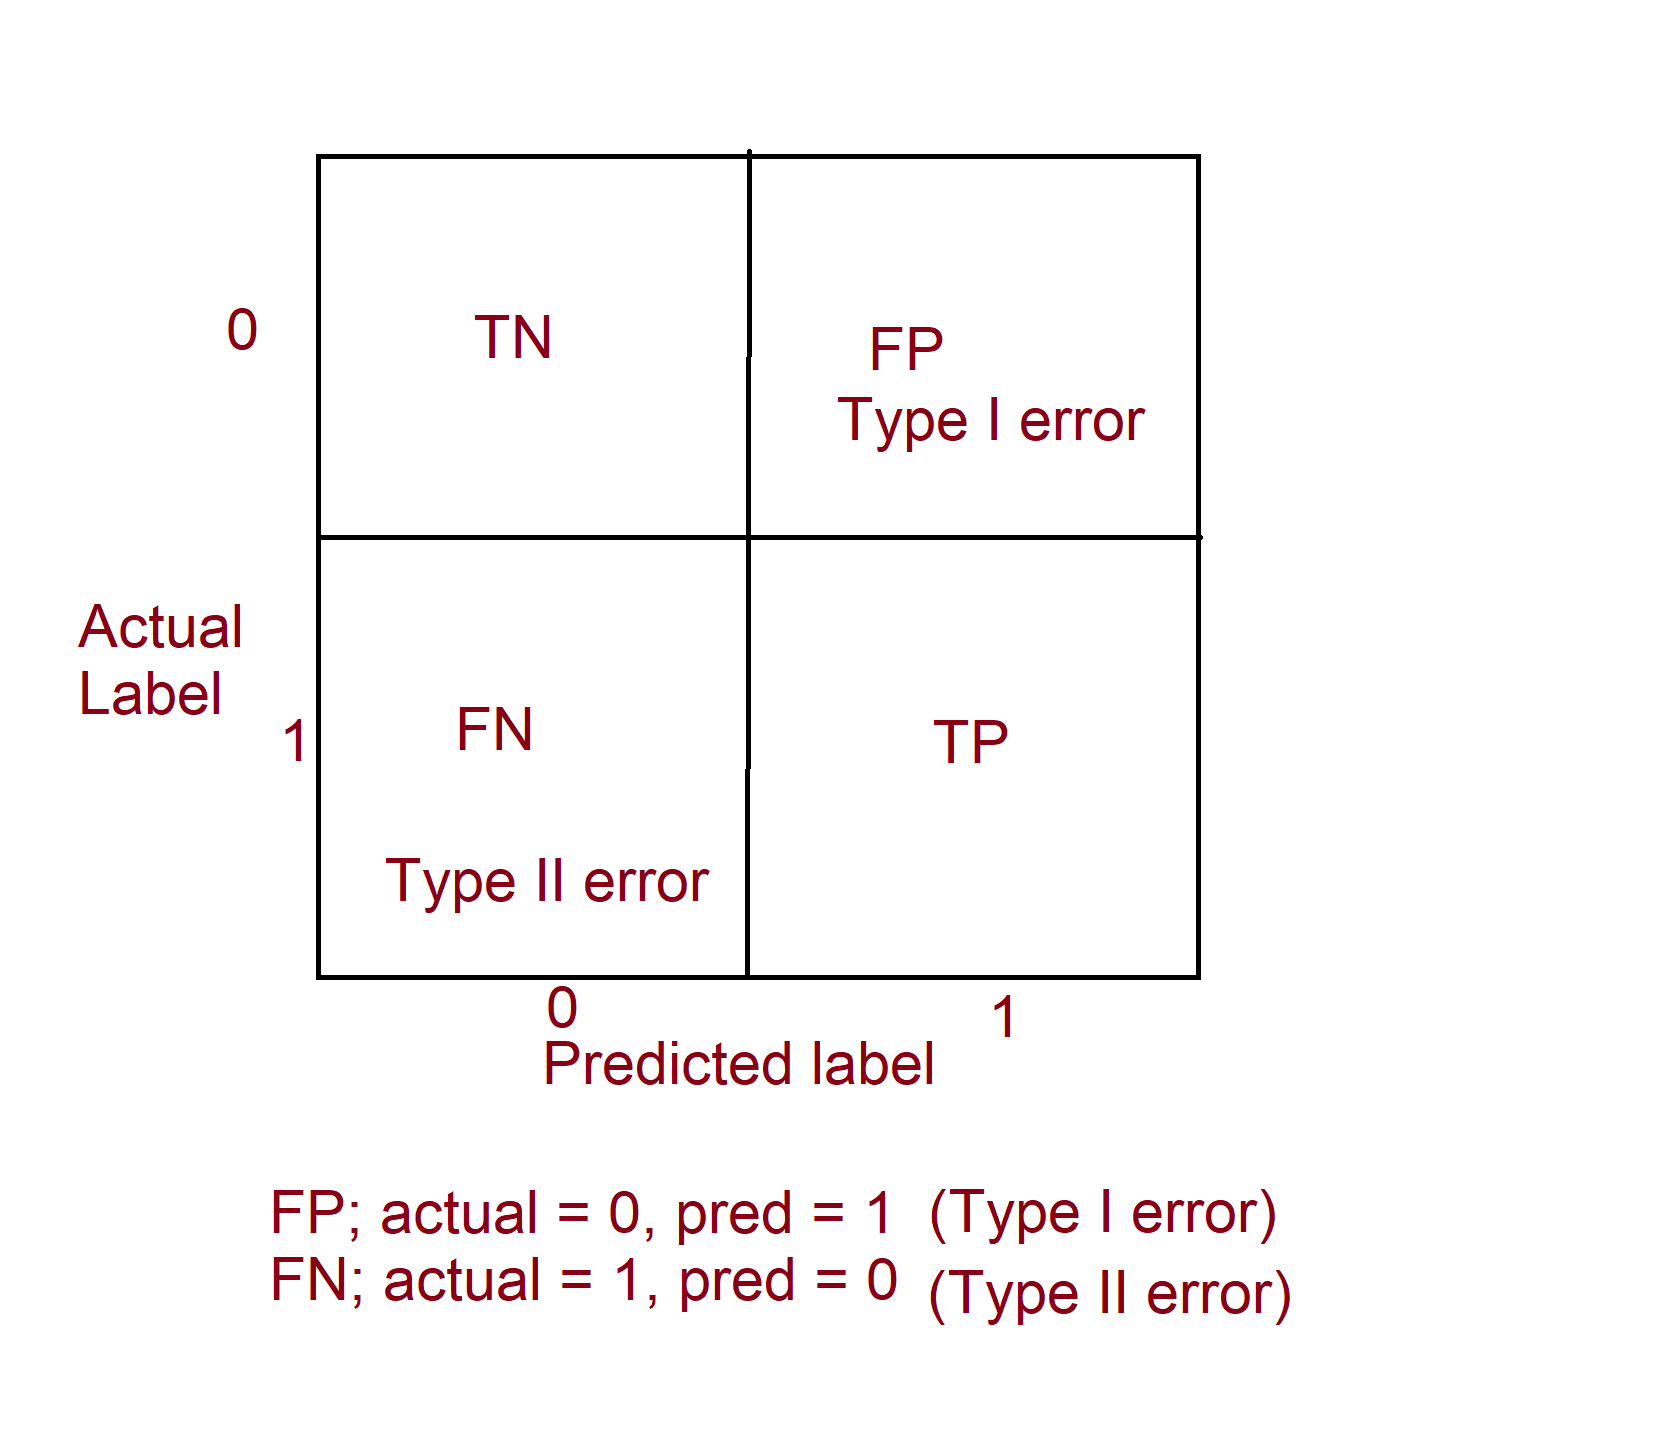 0
TN
FP
Type I error
Actual
Label
1
FN
TP
Type II error
0
1
Predicted label
FP; actual = 0, pred = 1 (Type I error)
FN; actual = 1, pred = 0 (Type II error)